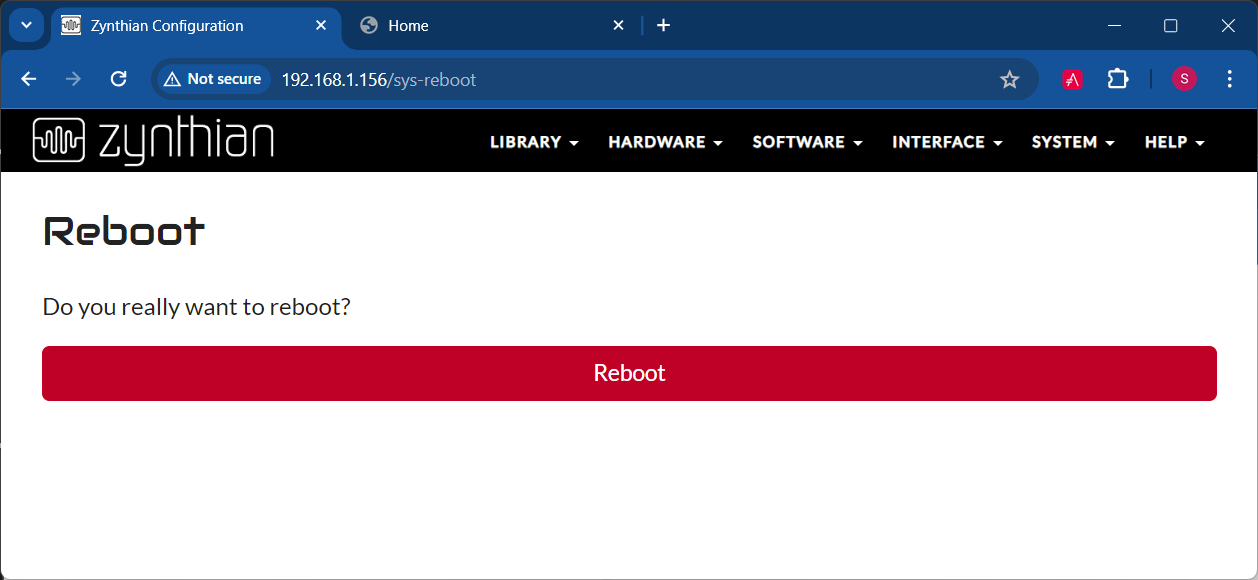 Zynthian Configuration
Home
Not secure
192.168.1.156/sys-reboot
S
zynthian
LIBRARY
HARDWARE
SOFTWARE
INTERFACE
SYSTEM
HELP
Reboot
Do you really want to reboot?
Reboot